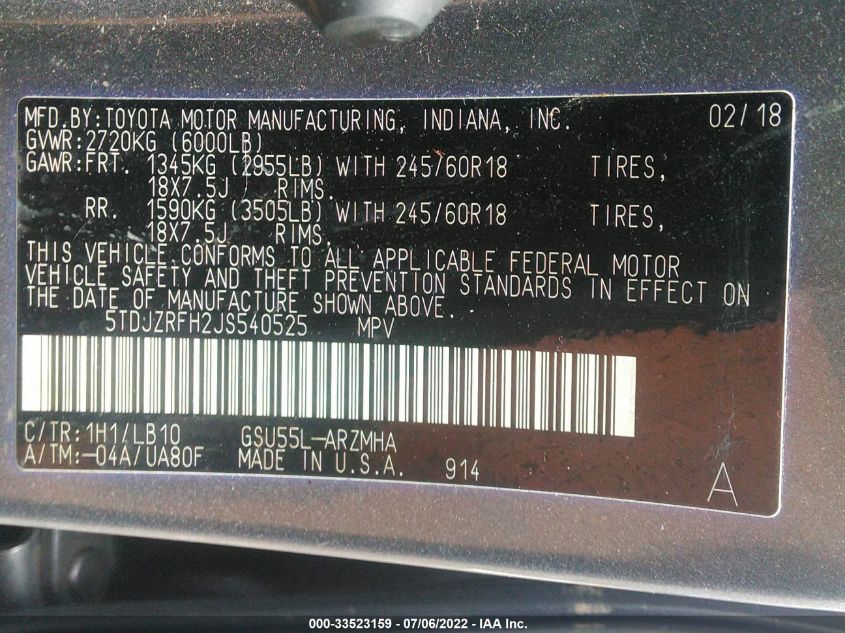 MFD.BY:TOYOTA MOTOR MANUFACTURING, INDIANA, INC. 02/18
GVWR:2720KG (6000LB)
GAWR:FRT. 1345KG (2955LB) WITH 245/60R18 TIRES,
18X7.5J ) RIMS.
RR. 1590KG (3505LB) WITH 245/60R18 TIRES,
18X7.5J ) RIMS.
THIS VEHICLE CONFORMS TO ALL APPLICABLE FEDERAL MOTOR
VEHICLE SAFETY AND THEFT PREVENTION STANDARDS IN EFFECT ON
THE DATE OF MANUFACTURE SHOWN ABOVE.
5TDJZRFH2JS540525 MPV
C/TR:1H1/LB10 GSU55L-ARZMHA
A/TM:-04A/UA80F MADE IN U.S.A. 914 A
000-33523159 - 07/06/2022 - IAA Inc.